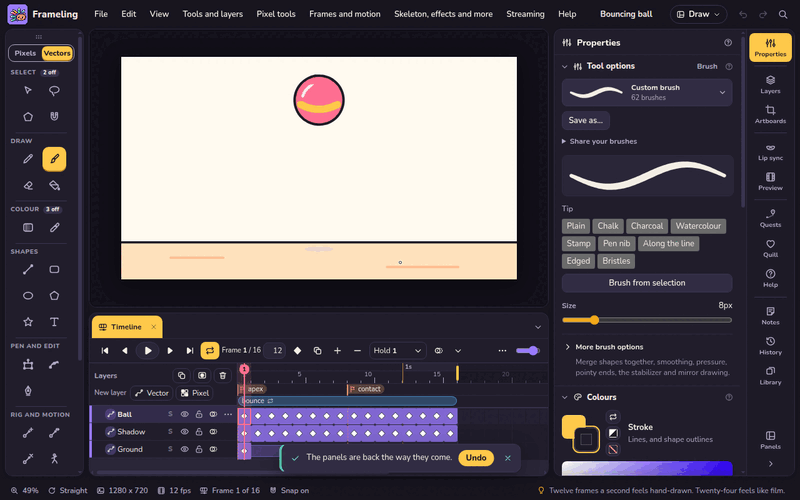 Frameling File Edit View Tools and layers Pixel tools Frames and motion Skeleton, effects and more Streaming Help Bouncing ball Draw
Pixels Vectors
SELECT 2 off
DRAW
COLOUR 3 off
SHAPES
PEN AND EDIT
RIG AND MOTION
Timeline
Frame 1 / 16 12 Hold 1
Layers
1 5 10 1s 15 20
New layer Vector Pixel
apex contact
bounce
Ball S
Shadow S
Ground S
The panels are back the way they come. Undo
Properties
Tool options Brush
Custom brush
62 brushes
Save as...
Share your brushes
Tip
Plain Chalk Charcoal Watercolour
Stamp Pen nib Along the line
Edged Bristles
Brush from selection
Size 8px
More brush options
Merge shapes together, smoothing, pressure,
pointy ends, the stabilizer and mirror drawing.
Colours
Stroke
Lines, and shape outlines
Properties
Layers
Artboards
Lip sync
Preview
Quests
Quill
Help
Notes
History
Library
Panels
49% Straight 1280 x 720 12 fps Frame 1 of 16 Snap on Twelve frames a second feels hand-drawn. Twenty-four feels like film.